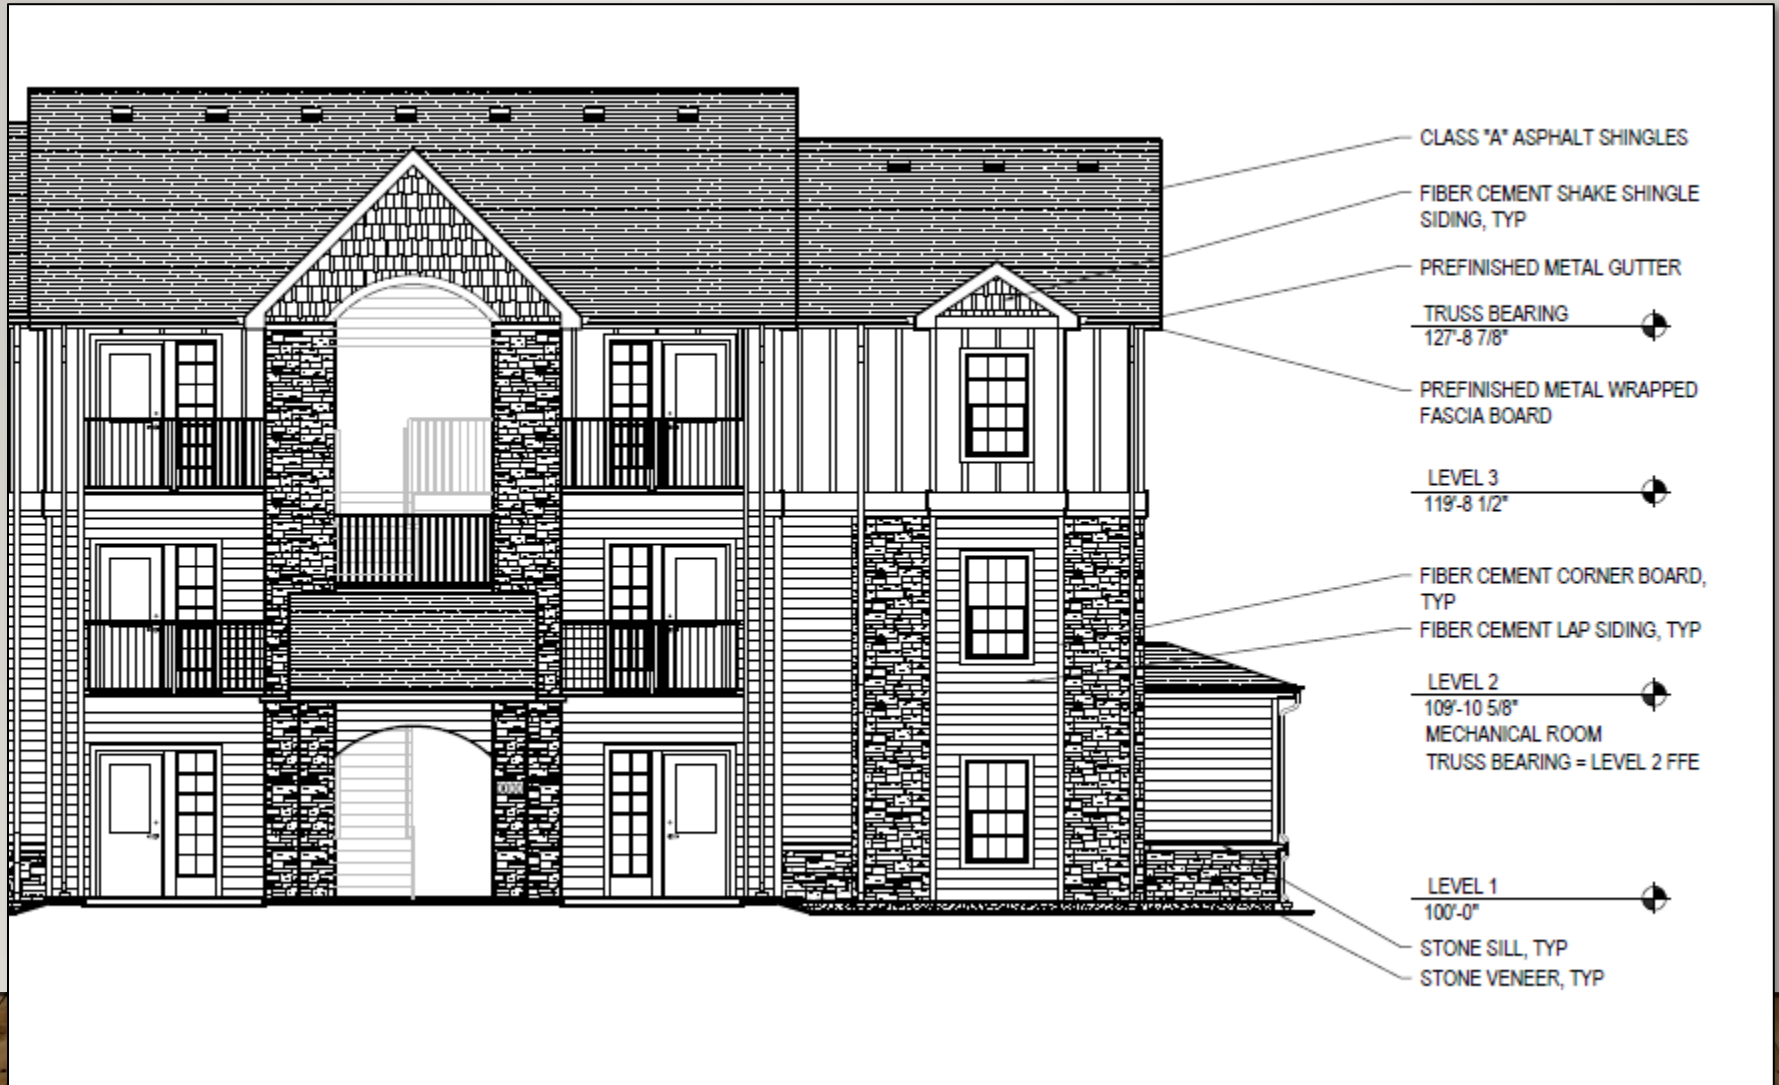 CLASS "A" ASPHALT SHINGLES
FIBER CEMENT SHAKE SHINGLE
SIDING, TYP
PREFINISHED METAL GUTTER
TRUSS BEARING
127'-8 7/8"
PREFINISHED METAL WRAPPED
FASCIA BOARD
LEVEL 3
119'-8 1/2"
FIBER CEMENT CORNER BOARD,
TYP
FIBER CEMENT LAP SIDING, TYP
LEVEL 2
109'-10 5/8"
MECHANICAL ROOM
TRUSS BEARING = LEVEL 2 FFE
LEVEL 1
100'-0"
STONE SILL, TYP
STONE VENEER, TYP